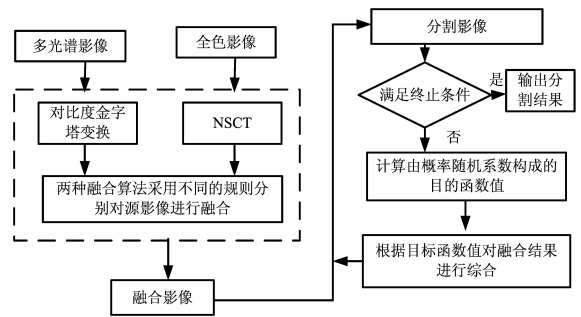 多光谱影像
全色影像
对比度金字
塔变换
NSCT
两种融合算法采用不同的规则分
别对源影像进行融合
融合影像
分割影像
满足终止条件
是
输出分
割结果
否
计算由概率随机系数构成的
目的函数值
根据目标函数值对融合结果
进行综合